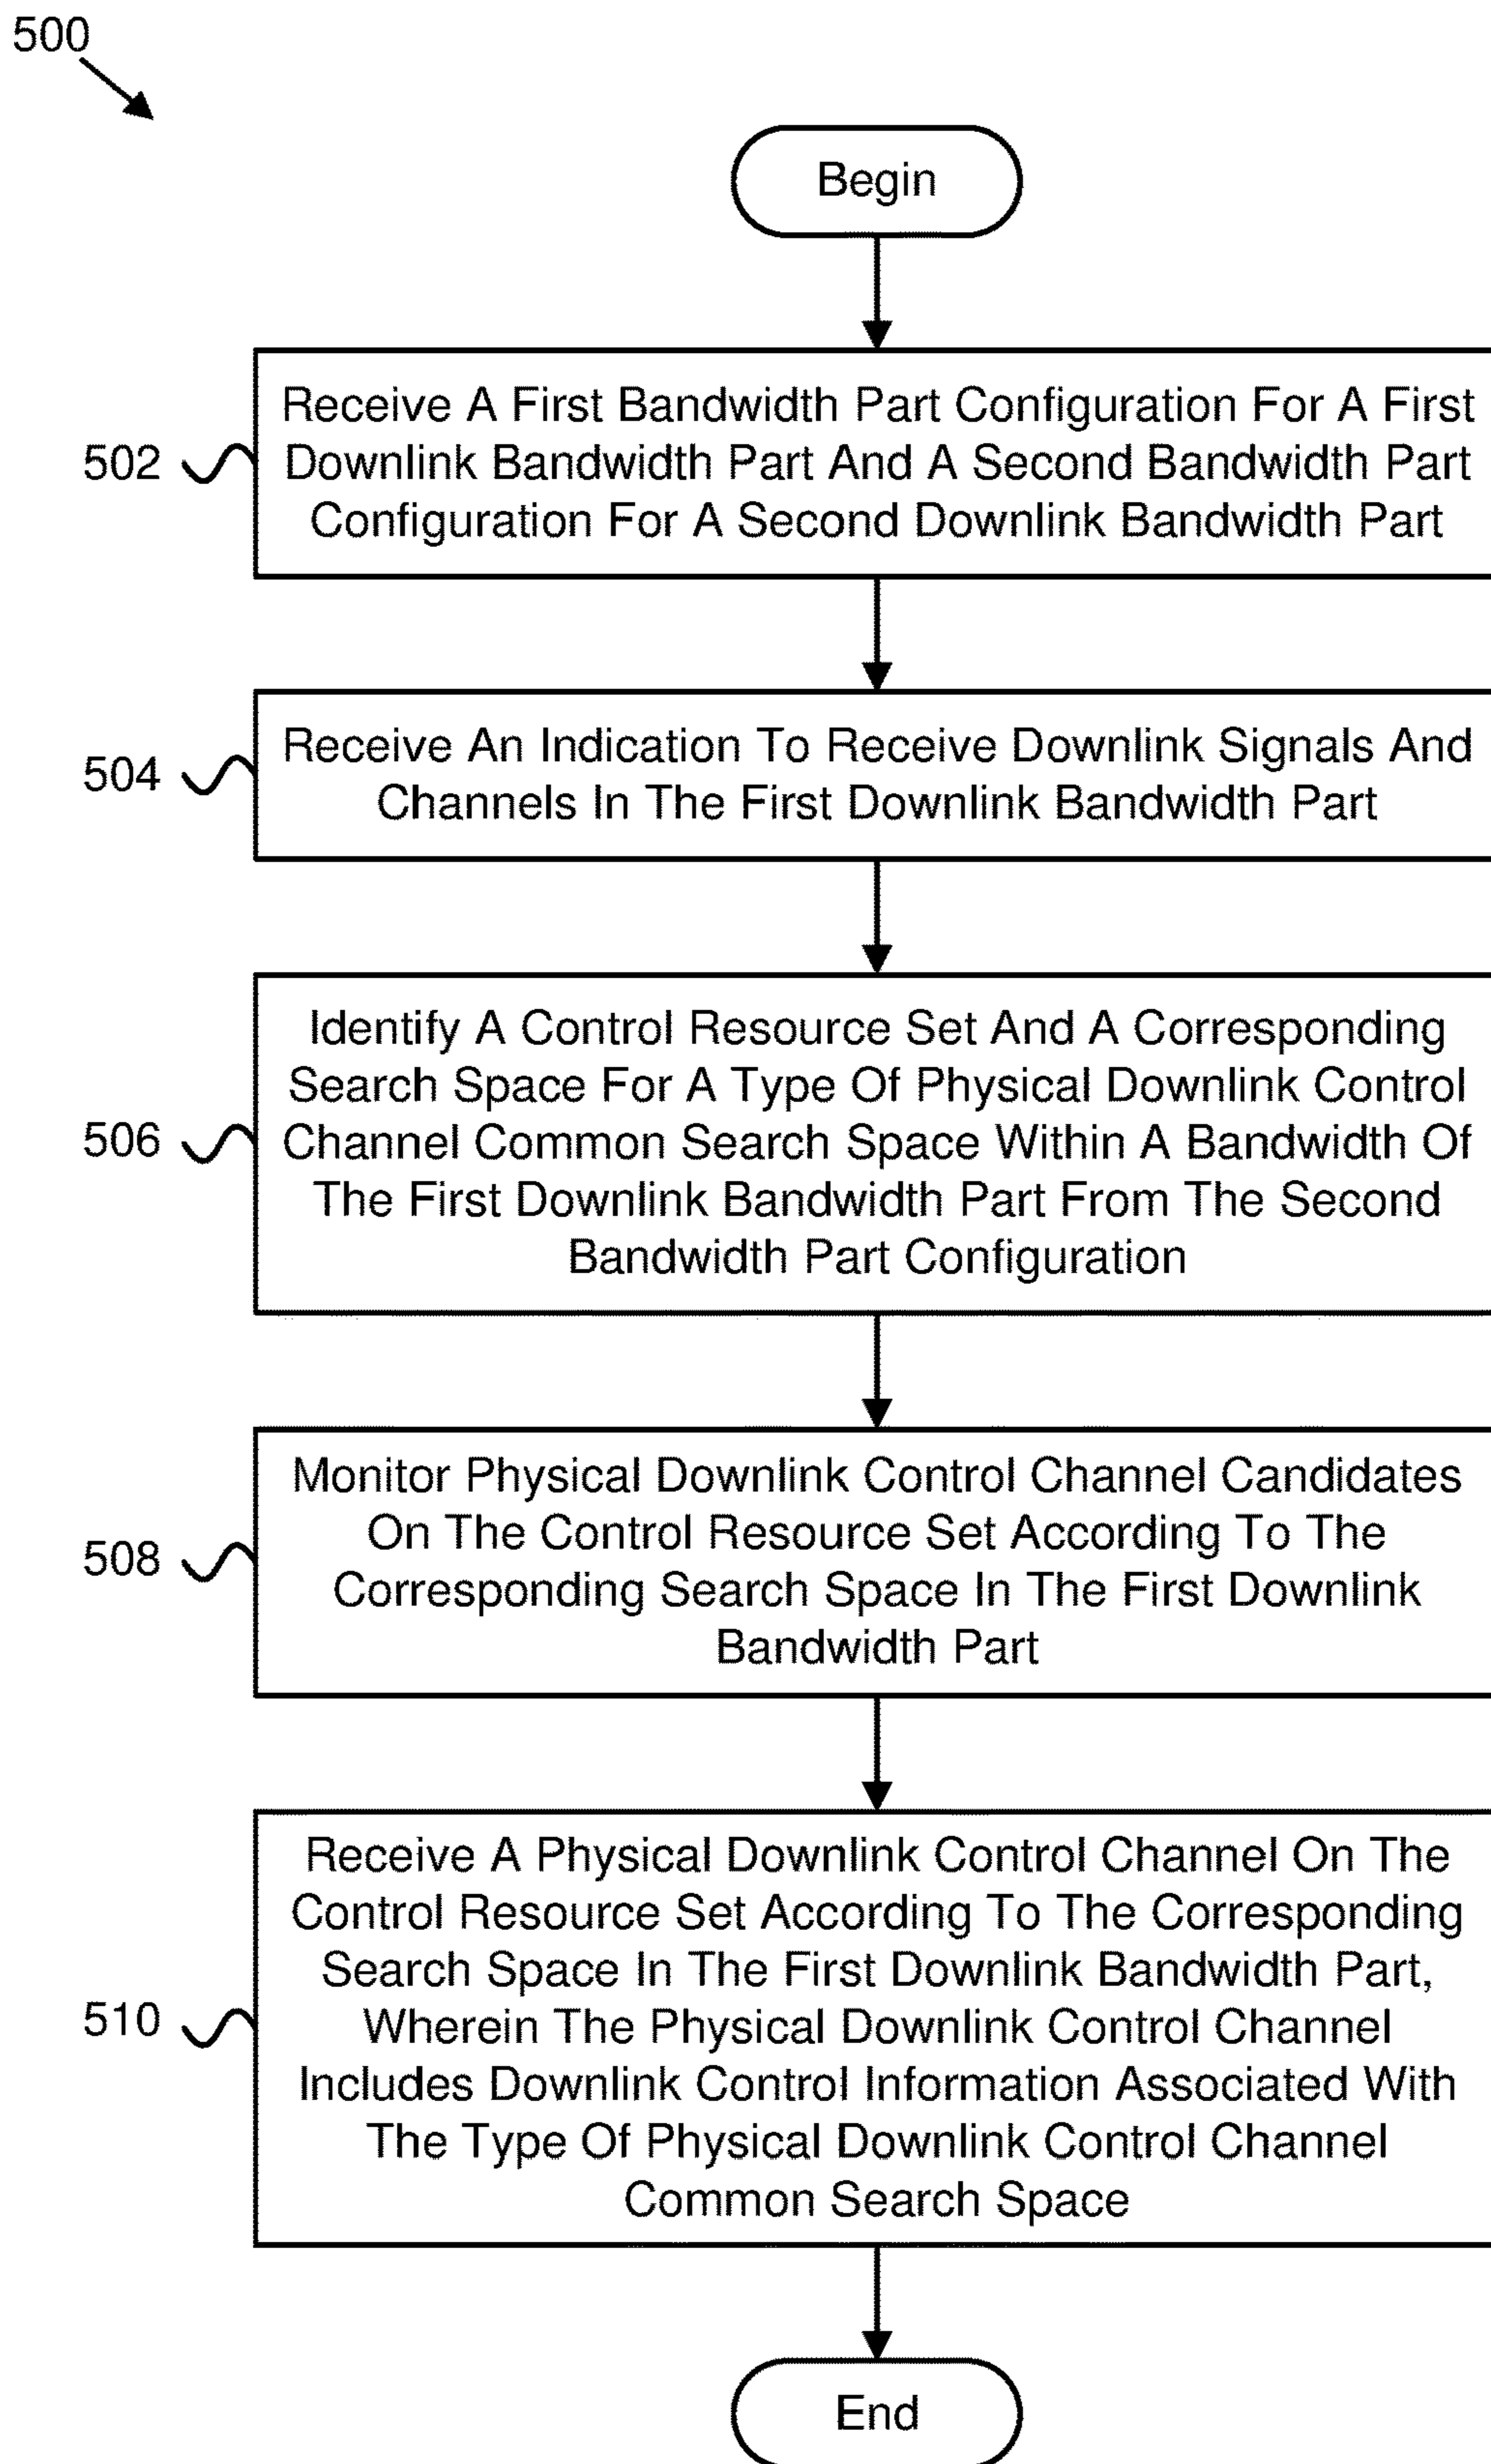 500
Begin
502
Receive A First Bandwidth Part Configuration For A First
Downlink Bandwidth Part And A Second Bandwidth Part
Configuration For A Second Downlink Bandwidth Part
504
Receive An Indication To Receive Downlink Signals And
Channels In The First Downlink Bandwidth Part
506
Identify A Control Resource Set And A Corresponding
Search Space For A Type Of Physical Downlink Control
Channel Common Search Space Within A Bandwidth Of
The First Downlink Bandwidth Part From The Second
Bandwidth Part Configuration
508
Monitor Physical Downlink Control Channel Candidates
On The Control Resource Set According To The
Corresponding Search Space In The First Downlink
Bandwidth Part
510
Receive A Physical Downlink Control Channel On The
Control Resource Set According To The Corresponding
Search Space In The First Downlink Bandwidth Part,
Wherein The Physical Downlink Control Channel
Includes Downlink Control Information Associated With
The Type Of Physical Downlink Control Channel
Common Search Space
End